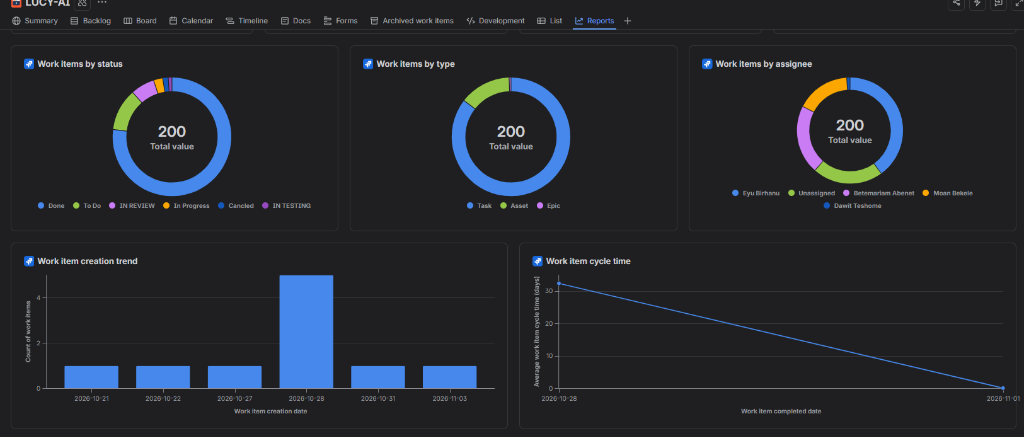 LUCY-AI
Summary Backlog Board Calendar Timeline Docs Forms Archived work items Development List Reports
Work items by status
200
Total value
Done To Do IN REVIEW In Progress Cancled IN TESTING
Work items by type
200
Total value
Task Asset Epic
Work items by assignee
200
Total value
Eyu Birhanu Unassigned Betemariam Abenet Moan Bekele
Dawit Teshome
Work item creation trend
Count of work items
4
2
0
2026-10-21 2026-10-22 2026-10-27 2026-10-28 2026-10-31 2026-11-03
Work item creation date
Work item cycle time
Average work item cycle time (days)
30
20
10
0
2026-10-28 2026-11-01
Work item completed date